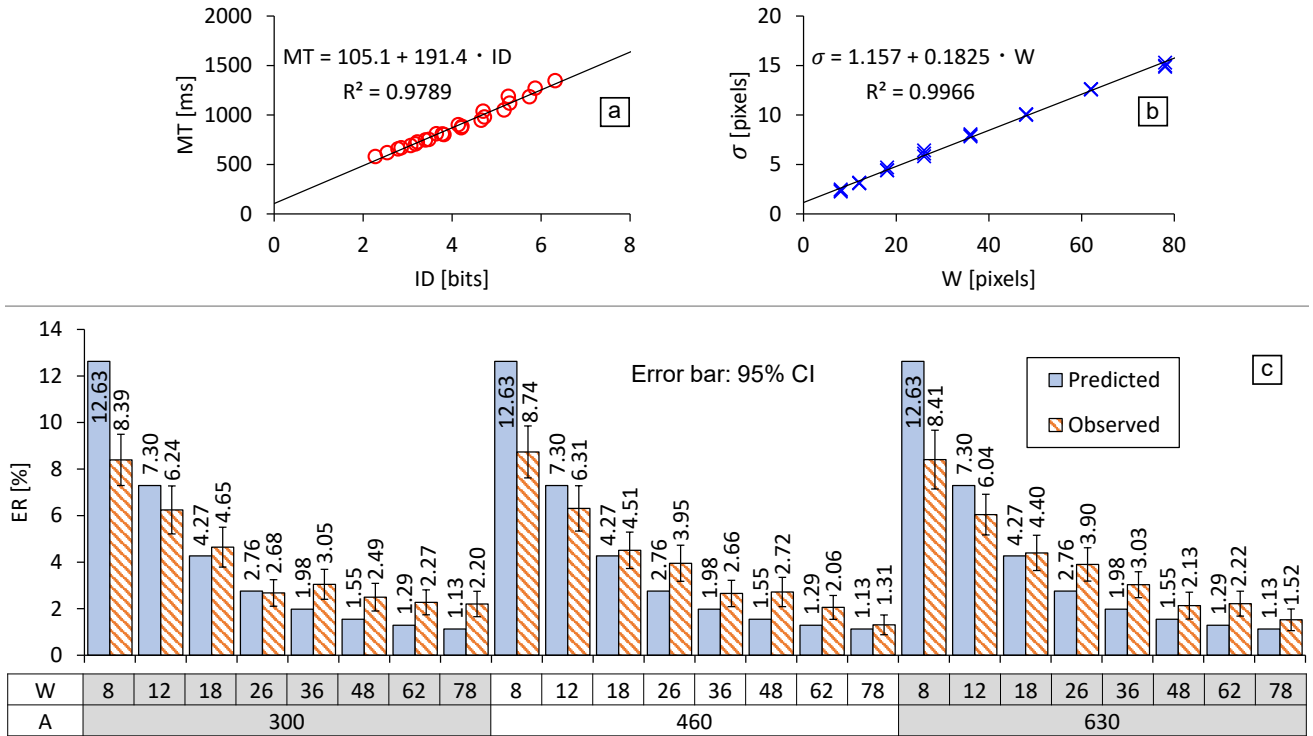 2000
1500
1000
500
0
MT [ms]
MT = 105.1 + 191.4 · ID
R² = 0.9789
a
0 2 4 6 8
ID [bits]
20
15
10
5
0
σ [pixels]
σ = 1.157 + 0.1825 · W
R² = 0.9966
b
0 20 40 60 80
W [pixels]
14
12
10
8
6
4
2
0
ER [%]
Error bar: 95% CI
Predicted
Observed
c
12.63 8.39 7.30 6.24 4.27 4.65 2.76 2.68 1.98 3.05 1.55 2.49 1.29 2.27 1.13 2.20
12.63 8.74 7.30 6.31 4.27 4.51 2.76 3.95 1.98 2.66 1.55 2.72 1.29 2.06 1.13 1.31
12.63 8.41 7.30 6.04 4.27 4.40 2.76 3.90 1.98 3.03 1.55 2.13 1.29 2.22 1.13 1.52
W 8 12 18 26 36 48 62 78 8 12 18 26 36 48 62 78 8 12 18 26 36 48 62 78
A 300 460 630